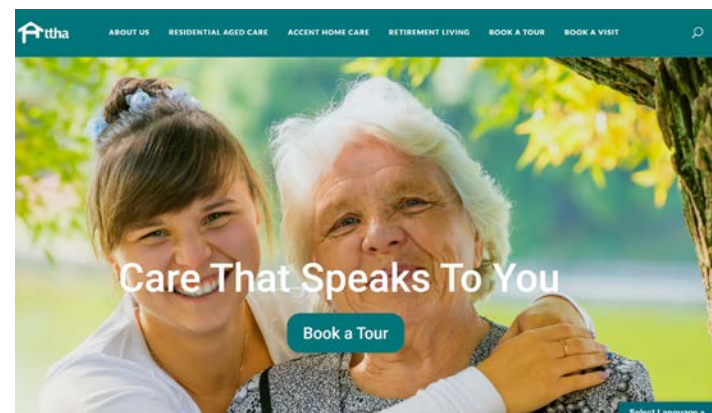 Attha
ABOUT US RESIDENTIAL AGED CARE ACCENT HOME CARE RETIREMENT LIVING BOOK A TOUR BOOK A VISIT
Care That Speaks To You
Book a Tour
Select Language